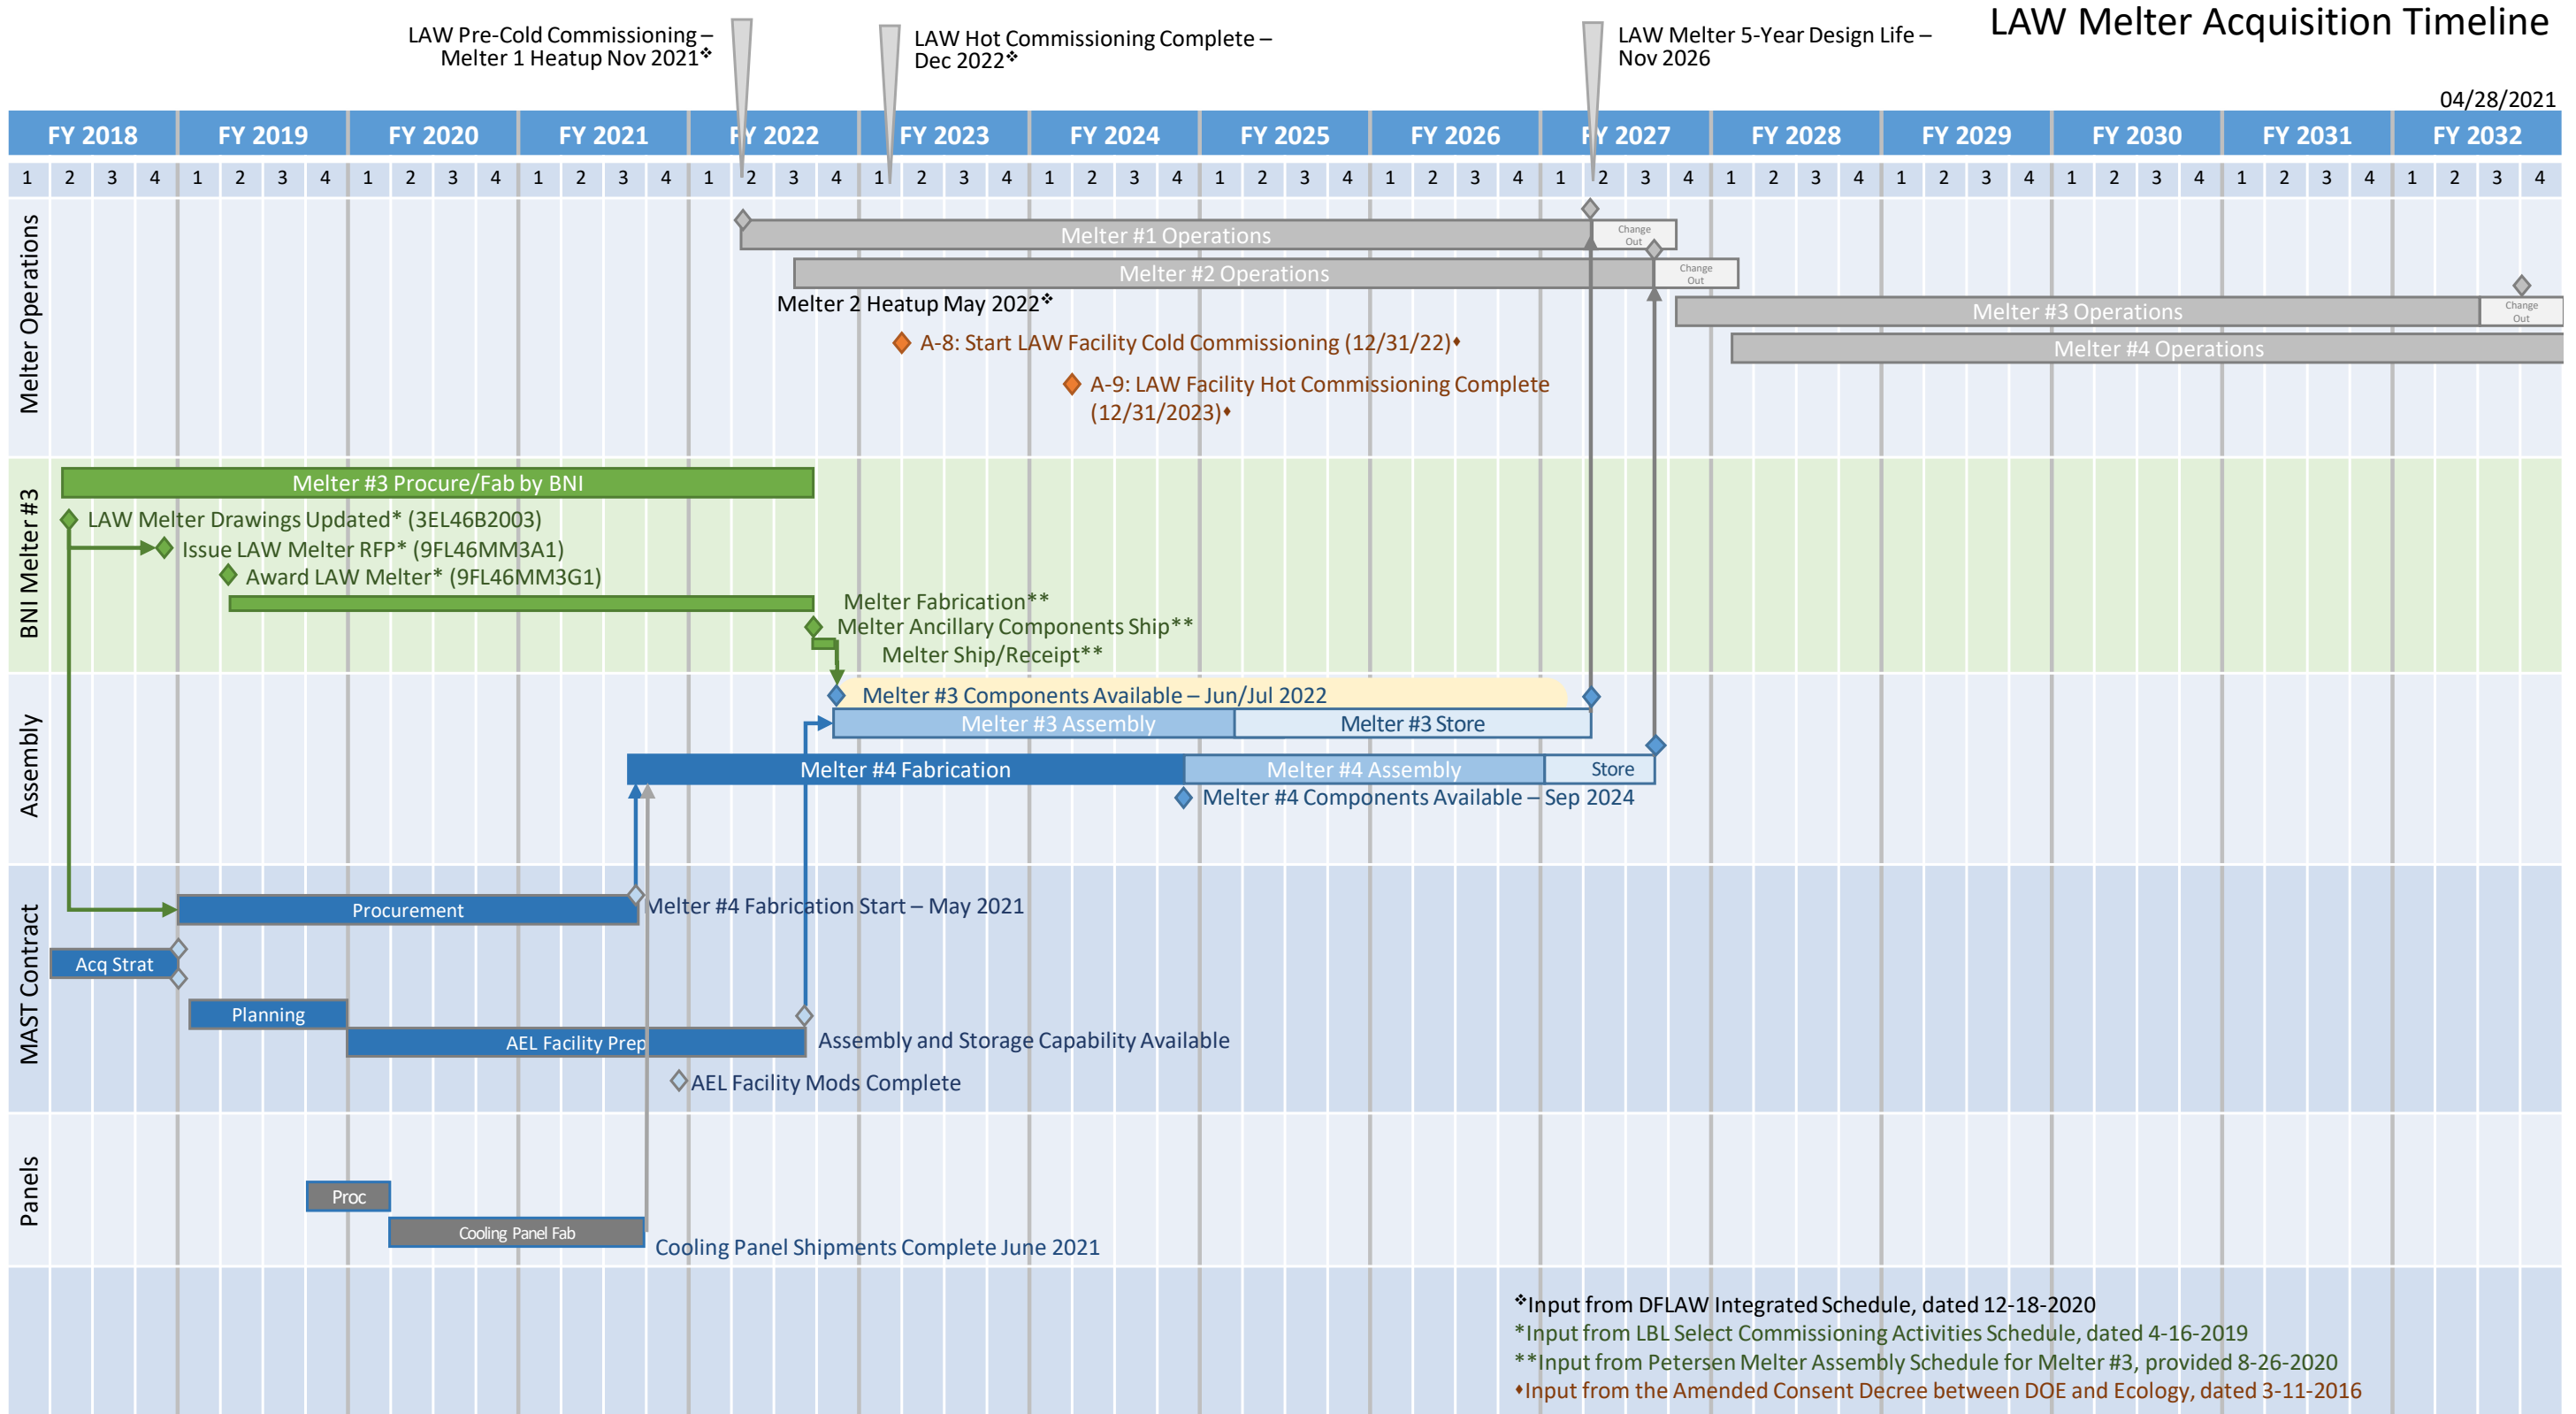 LAW Melter Acquisition Timeline
LAW Pre-Cold Commissioning –
Melter 1 Heatup Nov 2021❖
LAW Hot Commissioning Complete –
Dec 2022❖
LAW Melter 5-Year Design Life –
Nov 2026
04/28/2021
FY 2018 FY 2019 FY 2020 FY 2021 FY 2022 FY 2023 FY 2024 FY 2025 FY 2026 FY 2027 FY 2028 FY 2029 FY 2030 FY 2031 FY 2032
1 2 3 4 1 2 3 4 1 2 3 4 1 2 3 4 1 2 3 4 1 2 3 4 1 2 3 4 1 2 3 4 1 2 3 4 1 2 3 4 1 2 3 4 1 2 3 4 1 2 3 4 1 2 3 4 1 2 3 4
Melter Operations
Melter #1 Operations
Change
Out
Melter #2 Operations
Change
Out
Melter 2 Heatup May 2022❖
Melter #3 Operations
Change
Out
A-8: Start LAW Facility Cold Commissioning (12/31/22)♦
Melter #4 Operations
A-9: LAW Facility Hot Commissioning Complete
(12/31/2023)♦
BNI Melter #3
Melter #3 Procure/Fab by BNI
LAW Melter Drawings Updated* (3EL46B2003)
Issue LAW Melter RFP* (9FL46MM3A1)
Award LAW Melter* (9FL46MM3G1)
Melter Fabrication**
Melter Ancillary Components Ship**
Melter Ship/Receipt**
Assembly
Melter #3 Components Available – Jun/Jul 2022
Melter #3 Assembly
Melter #3 Store
Melter #4 Fabrication
Melter #4 Assembly
Store
Melter #4 Components Available – Sep 2024
MAST Contract
Procurement
Melter #4 Fabrication Start – May 2021
Acq Strat
Planning
AEL Facility Prep
Assembly and Storage Capability Available
AEL Facility Mods Complete
Panels
Proc
Cooling Panel Fab
Cooling Panel Shipments Complete June 2021
❖Input from DFLAW Integrated Schedule, dated 12-18-2020
*Input from LBL Select Commissioning Activities Schedule, dated 4-16-2019
**Input from Petersen Melter Assembly Schedule for Melter #3, provided 8-26-2020
♦Input from the Amended Consent Decree between DOE and Ecology, dated 3-11-2016